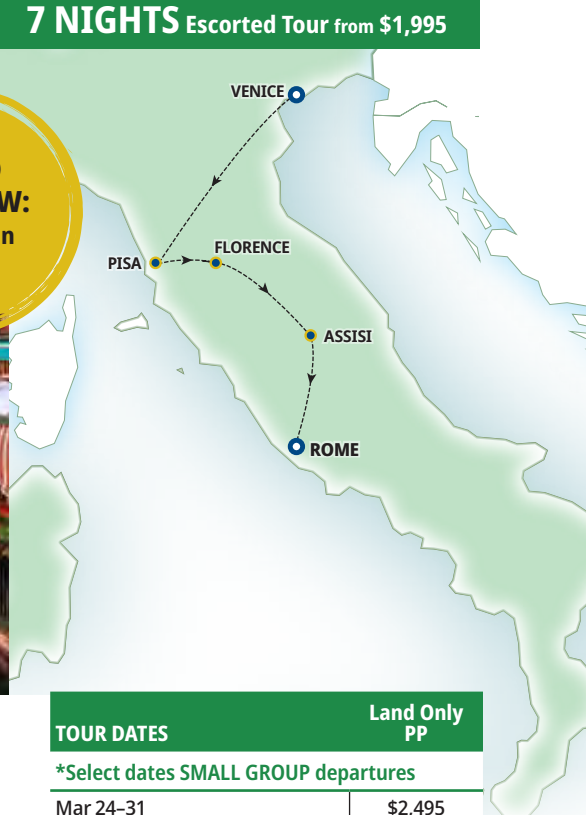 7 NIGHTS Escorted Tour from $1,995
VENICE
W:
n
FLORENCE
PISA
ASSISI
ROME
TOUR DATES
Land Only
PP
*Select dates SMALL GROUP departures
Mar 24–31 $2,495